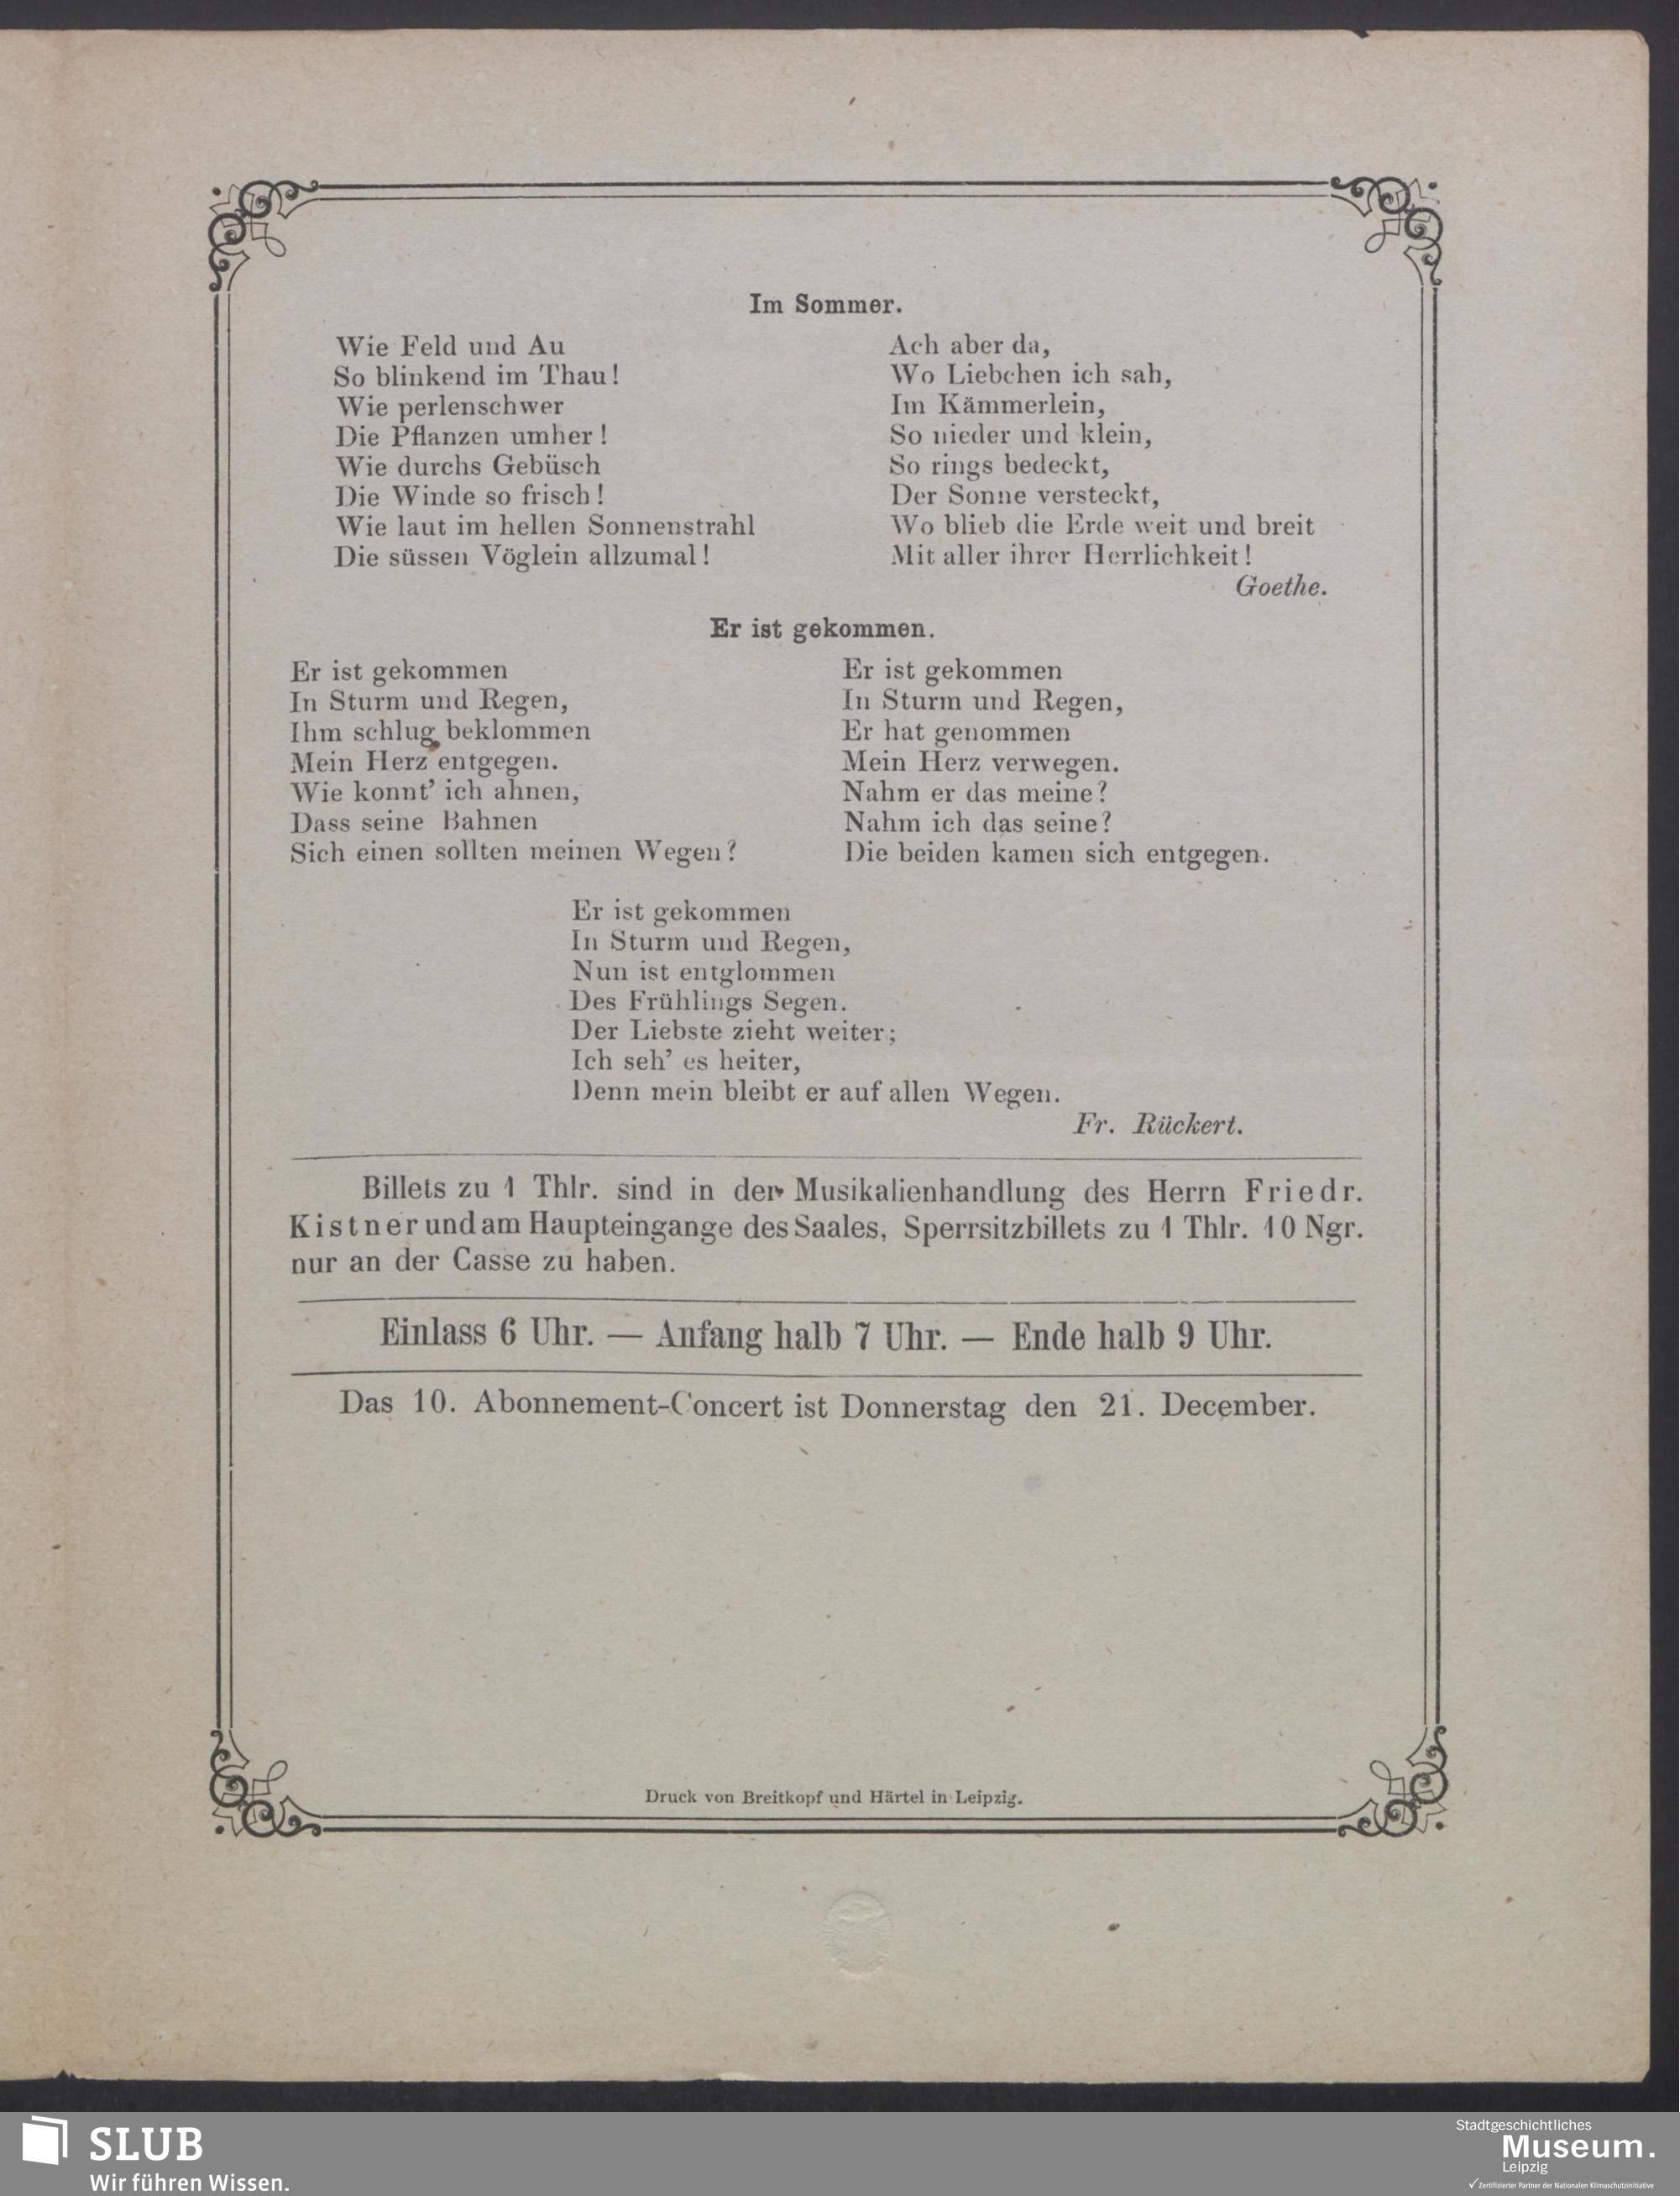 Im Sommer.
Wie Feld und Au
So blinkend im Thau!
Wie perlenschwer
Die Pflanzen umher!
Wie durchs Gebüsch
Die Winde so frisch!
Wie laut im hellen Sonnenstrahl
Die süssen Vöglein allzumal!
Ach aber da,
Wo Liebchen ich sah,
Im Kämmerlein,
So nieder und klein,
So rings bedeckt,
Der Sonne versteckt,
Wo blieb die Erde weit und breit
Mit aller ihrer Herrlichkeit!
Goethe.
Er ist gekommen.
Er ist gekommen
In Sturm und Regen,
Ihm schlug beklommen
Mein Herz entgegen.
Wie konnt' ich ahnen,
Dass seine Bahnen
Sich einen sollten meinen Wegen?
Er ist gekommen
In Sturm und Regen,
Er hat genommen
Mein Herz verwegen.
Nahm er das meine?
Nahm ich das seine?
Die beiden kamen sich entgegen.
Er ist gekommen
In Sturm und Regen,
Nun ist entglommen
Des Frühlings Segen.
Der Liebste zieht weiter;
Ich seh' es heiter,
Denn mein bleibt er auf allen Wegen.
Fr. Rückert.
Billets zu 1 Thlr. sind in der Musikalienhandlung des Herrn Friedr.
Kistner und am Haupteingange des Saales, Sperrsitzbillets zu 1 Thlr. 10 Ngr.
nur an der Casse zu haben.
Einlass 6 Uhr. — Anfang halb 7 Uhr. — Ende halb 9 Uhr.
Das 10. Abonnement-Concert ist Donnerstag den 21. December.
Druck von Breitkopf und Härtel in Leipzig.
SLUB
Wir führen Wissen.
Stadtgeschichtliches
Museum.
Leipzig
Zertifizierter Partner der Nationalen Klimaschutzinitiative